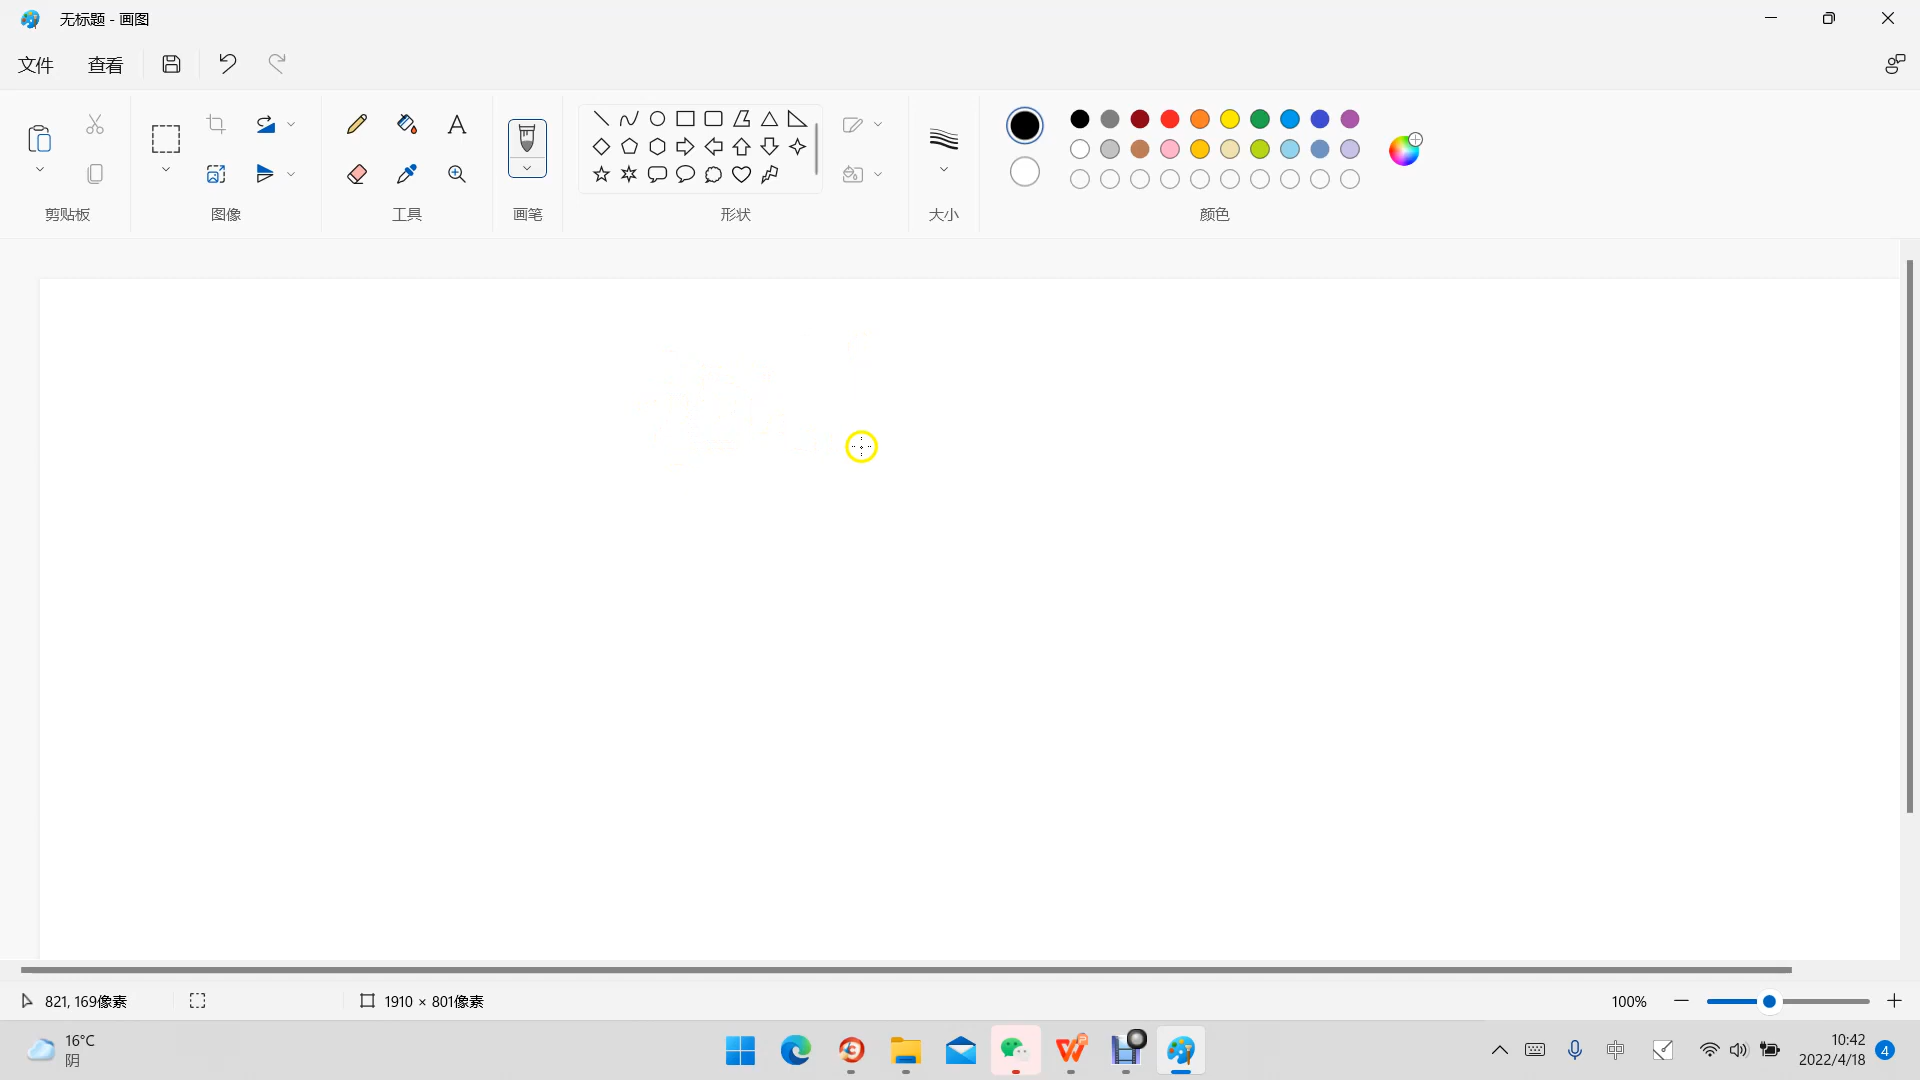 无标题 - 画图
文件 查看
剪贴板 图像 工具 画笔 形状 大小 颜色
821, 169像素 1910 × 801像素 100%
16°C
阴
中
10:42
2022/4/18 4